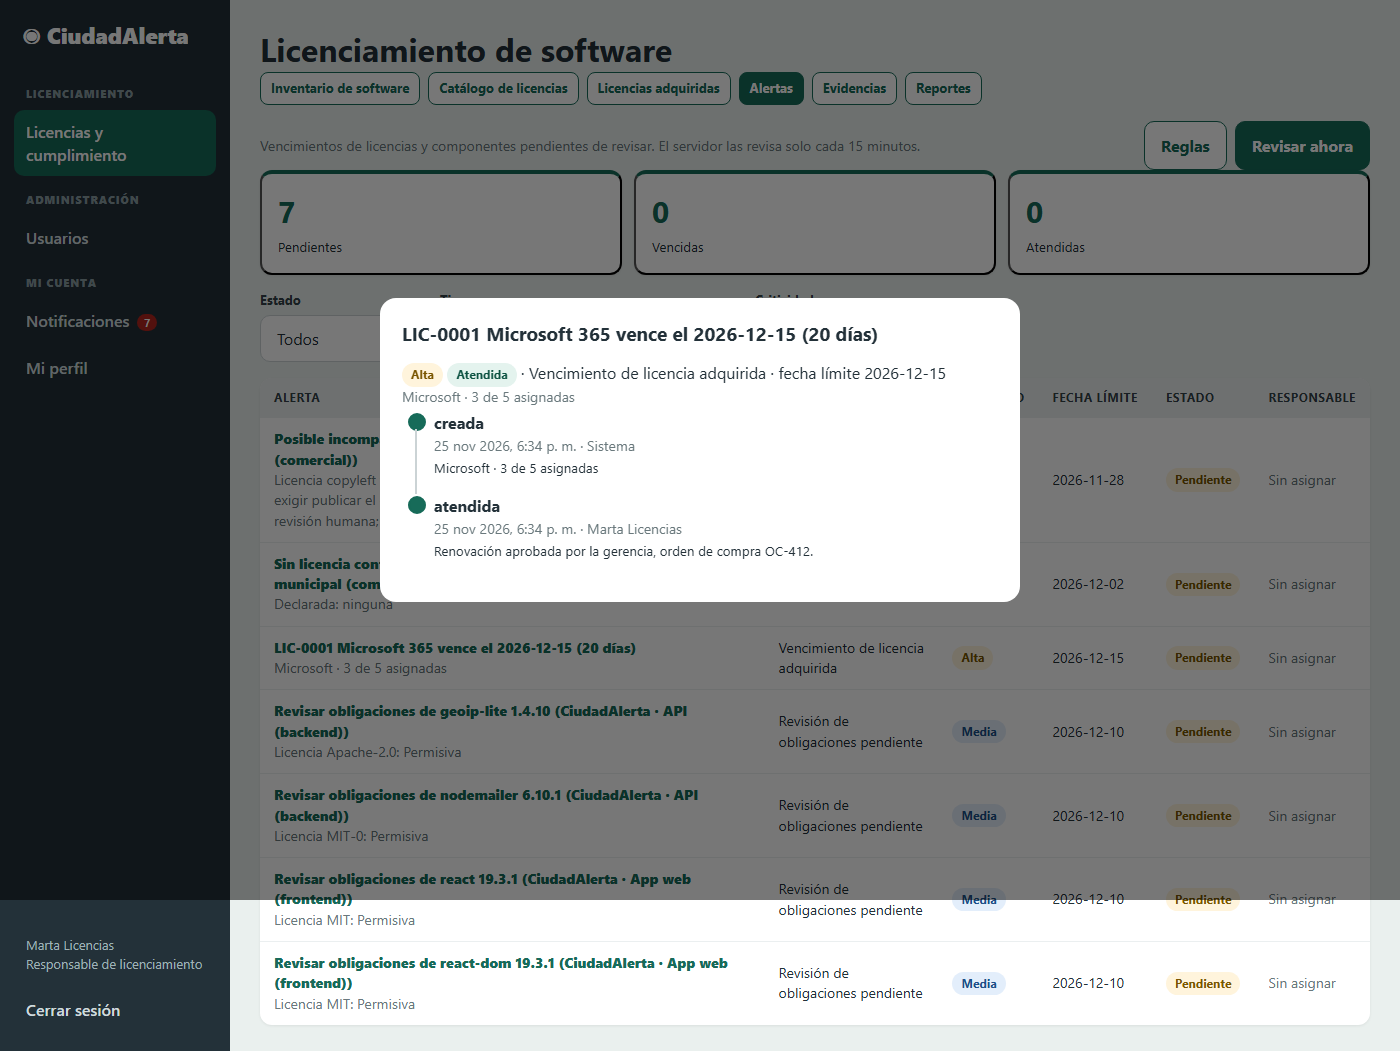 CiudadAlerta
LICENCIAMIENTO
Licencias y
cumplimiento
ADMINISTRACIÓN
Usuarios
MI CUENTA
Notificaciones 7
Mi perfil
Marta Licencias
Responsable de licenciamiento
Cerrar sesión
Licenciamiento de software
Inventario de software Catálogo de licencias Licencias adquiridas Alertas Evidencias Reportes
Vencimientos de licencias y componentes pendientes de revisar. El servidor las revisa solo cada 15 minutos.
Reglas Revisar ahora
7
Pendientes
0
Vencidas
0
Atendidas
Estado
Todos
LIC-0001 Microsoft 365 vence el 2026-12-15 (20 días)
Alta Atendida · Vencimiento de licencia adquirida · fecha límite 2026-12-15
Microsoft · 3 de 5 asignadas
creada
25 nov 2026, 6:34 p. m. · Sistema
Microsoft · 3 de 5 asignadas
atendida
25 nov 2026, 6:34 p. m. · Marta Licencias
Renovación aprobada por la gerencia, orden de compra OC-412.
ALERTA FECHA LÍMITE ESTADO RESPONSABLE
Posible incomp
(comercial))
Licencia copyleft
exigir publicar el
revisión humana;
2026-11-28 Pendiente Sin asignar
Sin licencia con
municipal (com
Declarada: ninguna
2026-12-02 Pendiente Sin asignar
LIC-0001 Microsoft 365 vence el 2026-12-15 (20 días)
Microsoft · 3 de 5 asignadas
Vencimiento de licencia
adquirida
Alta 2026-12-15 Pendiente Sin asignar
Revisar obligaciones de geoip-lite 1.4.10 (CiudadAlerta · API
(backend))
Licencia Apache-2.0: Permisiva
Revisión de
obligaciones pendiente
Media 2026-12-10 Pendiente Sin asignar
Revisar obligaciones de nodemailer 6.10.1 (CiudadAlerta · API
(backend))
Licencia MIT-0: Permisiva
Revisión de
obligaciones pendiente
Media 2026-12-10 Pendiente Sin asignar
Revisar obligaciones de react 19.3.1 (CiudadAlerta · App web
(frontend))
Licencia MIT: Permisiva
Revisión de
obligaciones pendiente
Media 2026-12-10 Pendiente Sin asignar
Revisar obligaciones de react-dom 19.3.1 (CiudadAlerta · App web
(frontend))
Licencia MIT: Permisiva
Revisión de
obligaciones pendiente
Media 2026-12-10 Pendiente Sin asignar